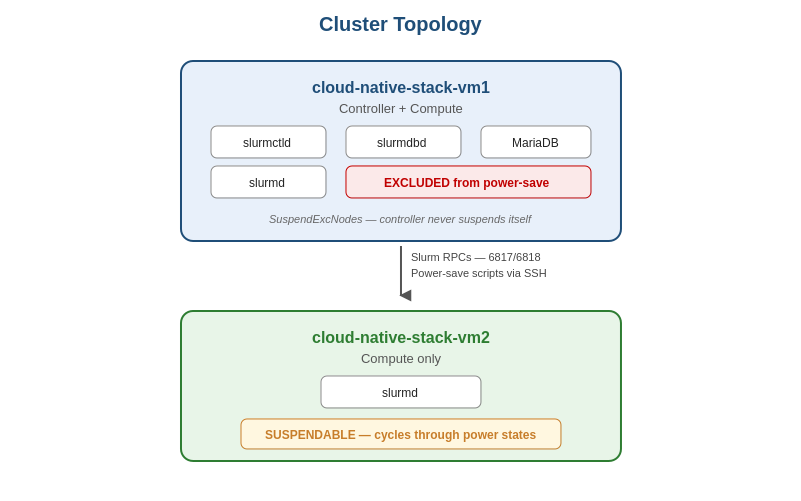 Cluster Topology
cloud-native-stack-vm1
Controller + Compute
slurmctld
slurmdbd
MariaDB
slurmd
EXCLUDED from power-save
SuspendExcNodes — controller never suspends itself
Slurm RPCs — 6817/6818
Power-save scripts via SSH
cloud-native-stack-vm2
Compute only
slurmd
SUSPENDABLE — cycles through power states